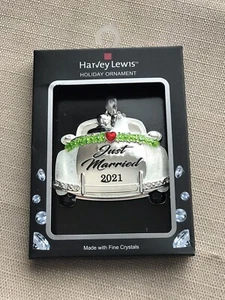 Harvey Lewis™
HOLIDAY ORNAMENT
Just
Married
2021
Made with Fine Crystals